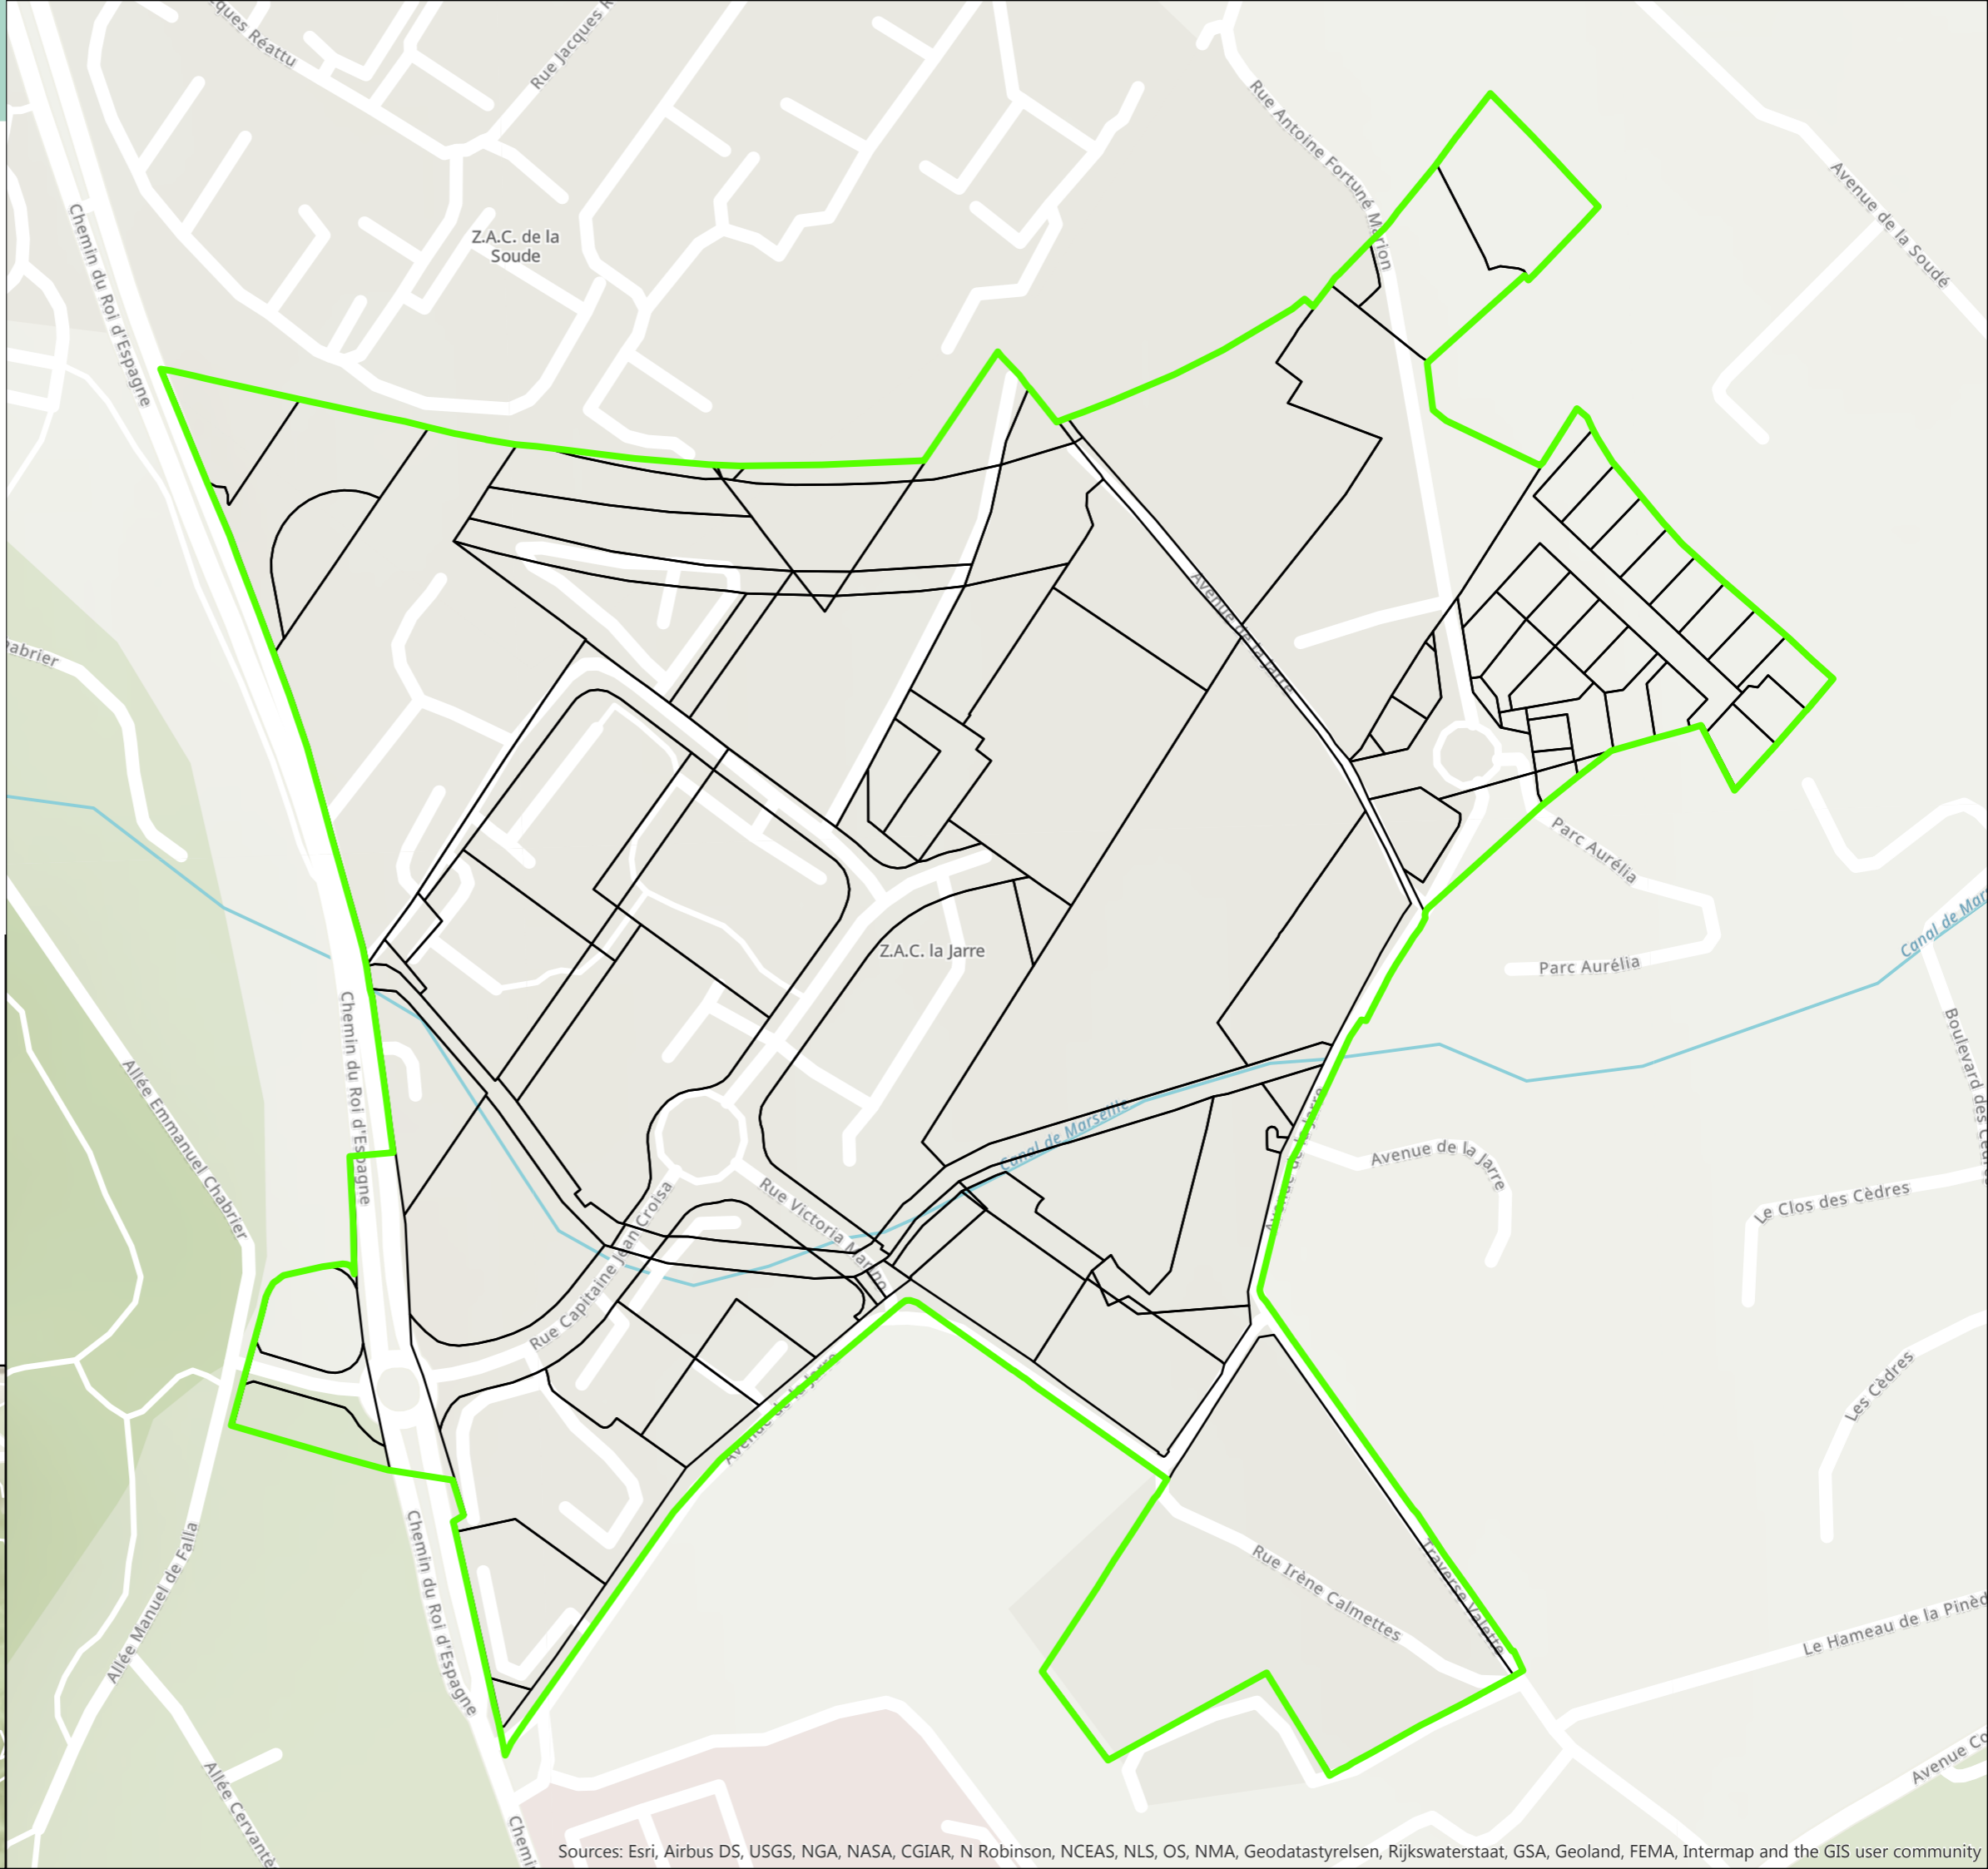 Rue Jacques R
ques Réattu
Rue Antoine Fortuné Marion
Avenue de la Soude
Chemin du Roi d'Espagne
Z.A.C. de la
Soude
Avenue de la Jarre
abrier
Parc Aurélia
Canal de Mar
Z.A.C. la Jarre
Parc Aurélia
Chemin du Roi d'Espagne
Boulevard des Cèdres
Allée Emmanuel Chabrier
Canal de Marseille
Avenue de la Jarre
Avenue de la Jarre
Le Clos des Cèdres
Rue Victoria Marino
Rue Capitaine Jean Croisa
Les Cèdres
Avenue de la Jarre
Chemin du Roi d'Espagne
Allée Manuel de Falla
Rue Irène Calmettes
Traverse Valette
Le Hameau de la Pinèd
Avenue Co
Allée Cervantè
Chemi
Sources: Esri, Airbus DS, USGS, NGA, NASA, CGIAR, N Robinson, NCEAS, NLS, OS, NMA, Geodatastyrelsen, Rijkswaterstaat, GSA, Geoland, FEMA, Intermap and the GIS user community